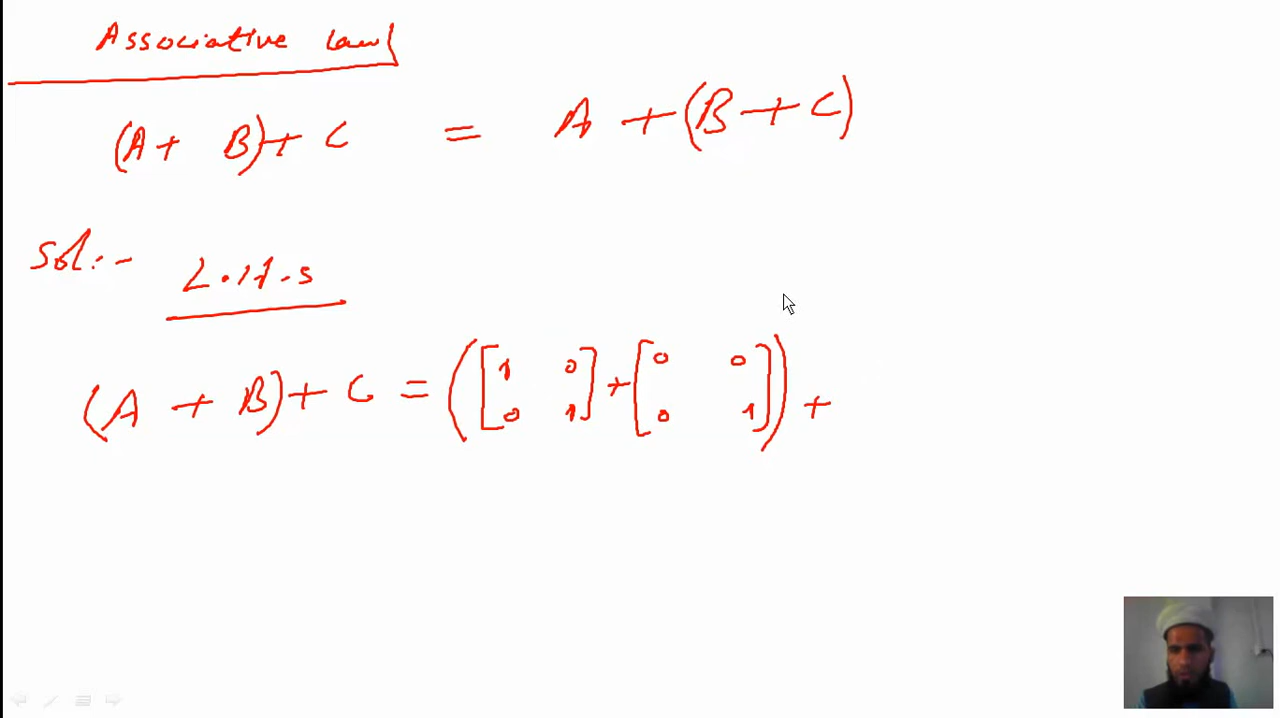 Associative law
(A + B) + C = A + (B + C)
Sol:-
L.H.S
(A + B) + C = ([1 0 0 1] + [0 0 0 1]) +